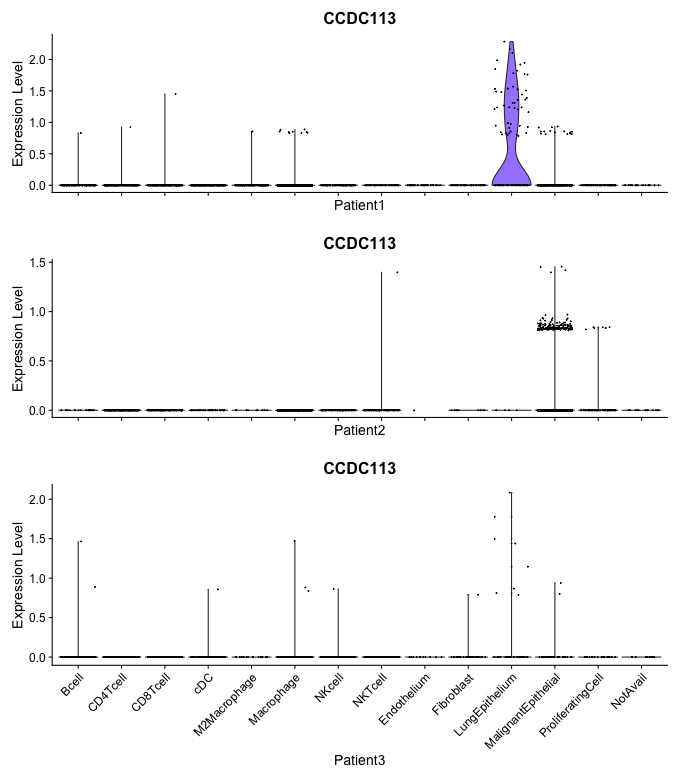 CCDC113
Expression Level
2.0
1.5
1.0
0.5
0.0
Patient1
CCDC113
Expression Level
1.5
1.0
0.5
0.0
Patient2
CCDC113
Expression Level
2.0
1.5
1.0
0.5
0.0
Bcell
CD4Tcell
CD8Tcell
cDC
M2Macrophage
Macrophage
NKcell
NKTcell
Endothelium
Fibroblast
LungEpithelium
MalignantEpithelial
ProliferatingCell
NotAvail
Patient3